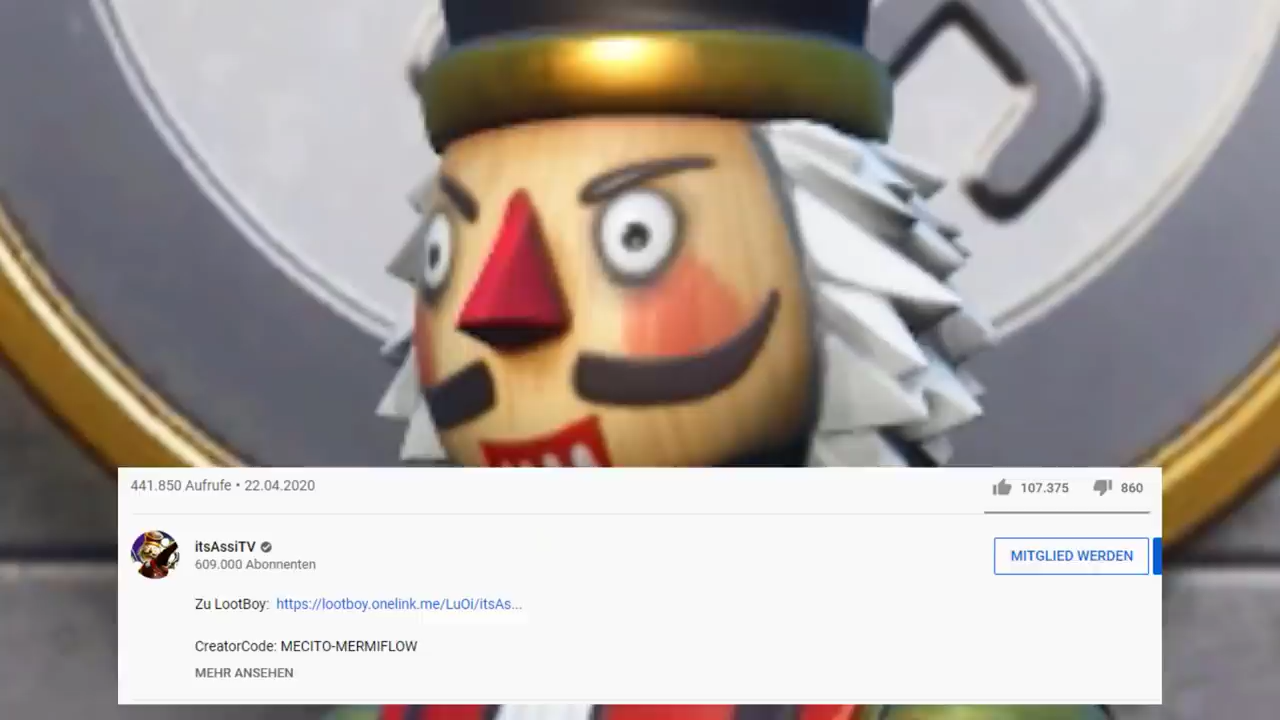 441.850 Aufrufe • 22.04.2020
107.375
860
itsAssiTV
609.000 Abonnenten
MITGLIED WERDEN
Zu LootBoy: https://lootboy.onelink.me/LuOi/itsAs...
CreatorCode: MECITO-MERMIFLOW
MEHR ANSEHEN